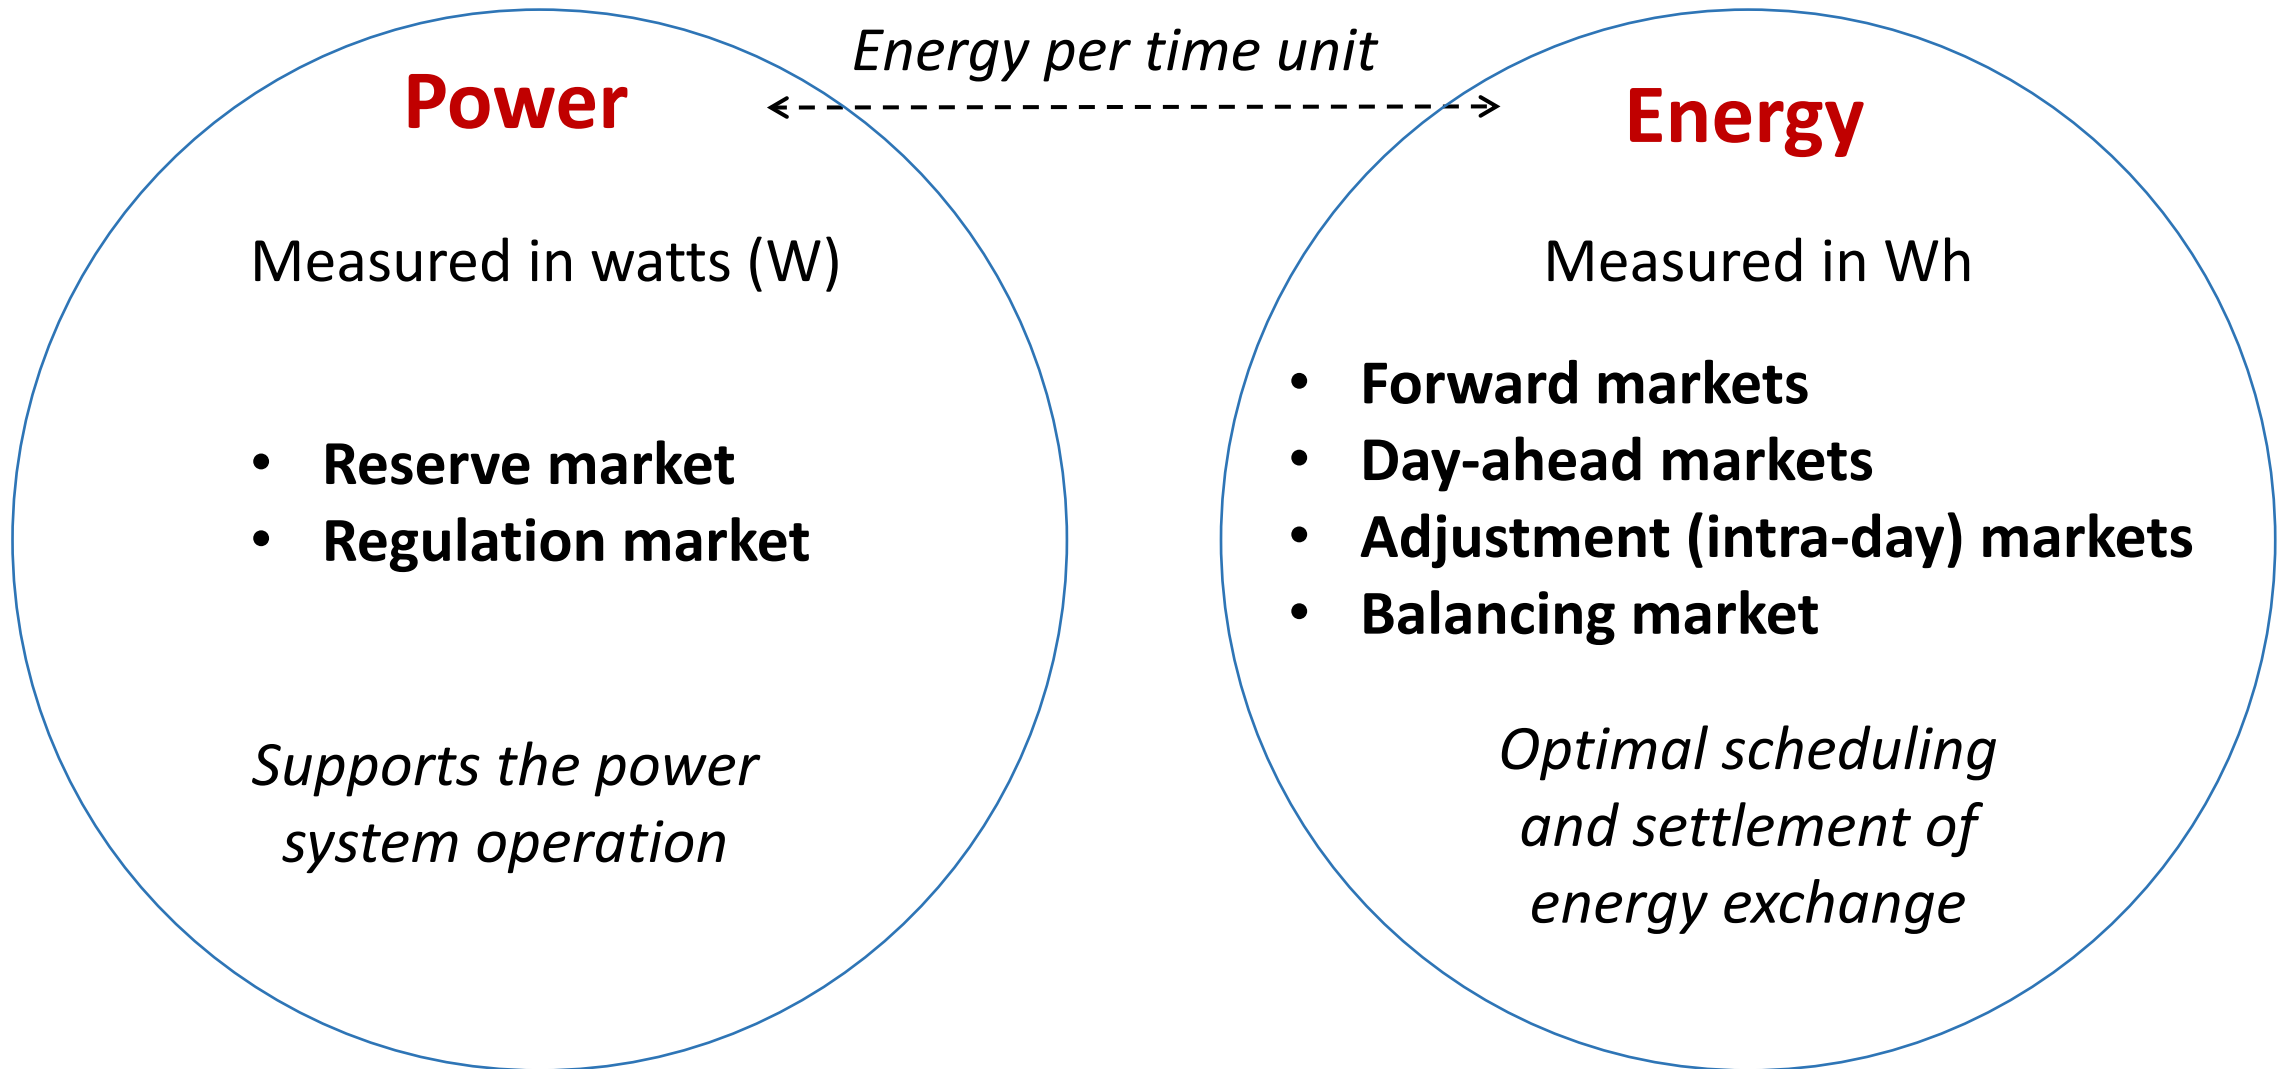 Energy per time unit
Power
Measured in watts (W)
• Reserve market
• Regulation market
Supports the power
system operation
Energy
Measured in Wh
• Forward markets
• Day-ahead markets
• Adjustment (intra-day) markets
• Balancing market
Optimal scheduling
and settlement of
energy exchange